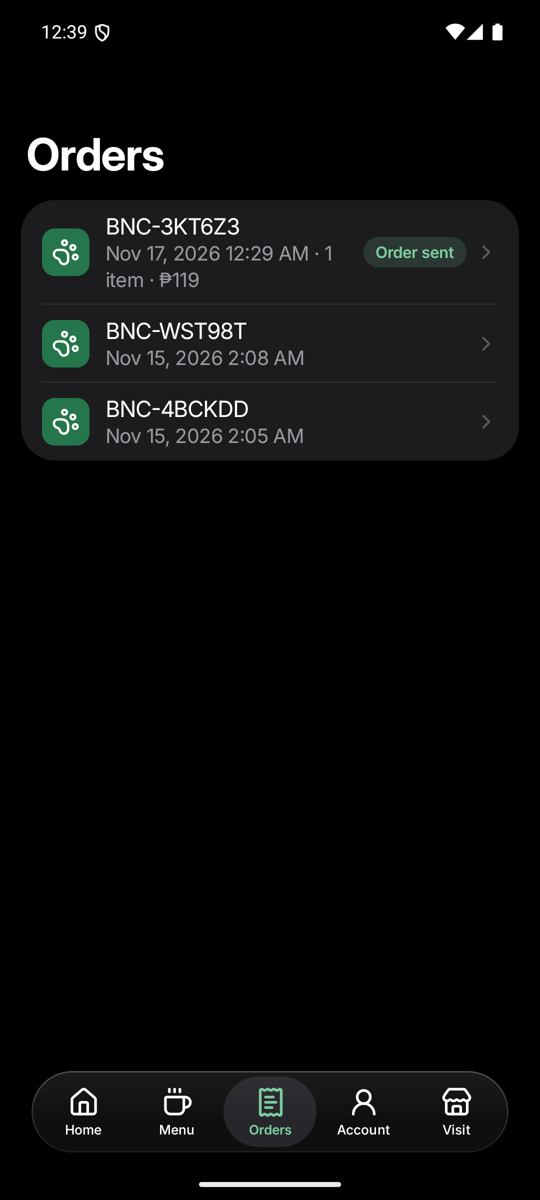 12:39
Orders
BNC-3KT6Z3
Nov 17, 2026 12:29 AM · 1
item · ₱119
Order sent
BNC-WST98T
Nov 15, 2026 2:08 AM
BNC-4BCKDD
Nov 15, 2026 2:05 AM
Home
Menu
Orders
Account
Visit